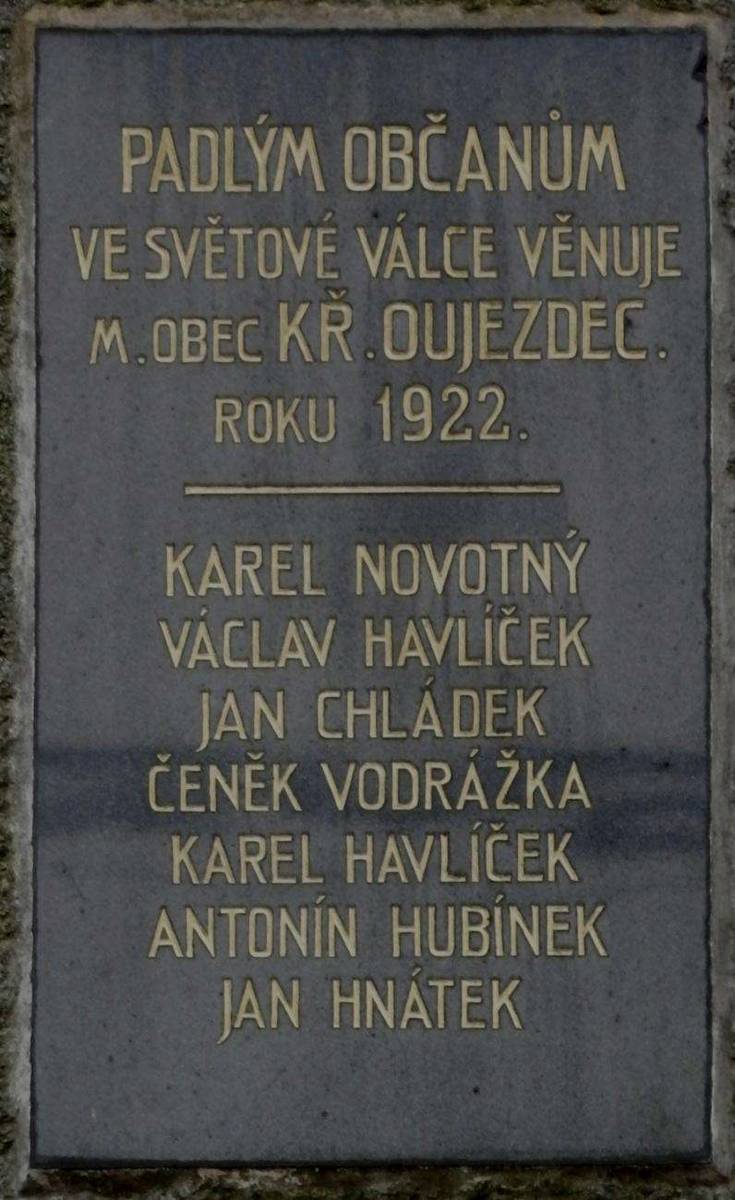 PADLÝM OBČANŮM
VE SVĚTOVÉ VÁLCE VĚNUJE
M. OBEC KŘ. OUJEZDEC.
ROKU 1922.
KAREL NOVOTNÝ
VÁCLAV HAVLÍČEK
JAN CHLÁDEK
ČENĚK VODRÁŽKA
KAREL HAVLÍČEK
ANTONÍN HUBÍNEK
JAN HNÁTEK